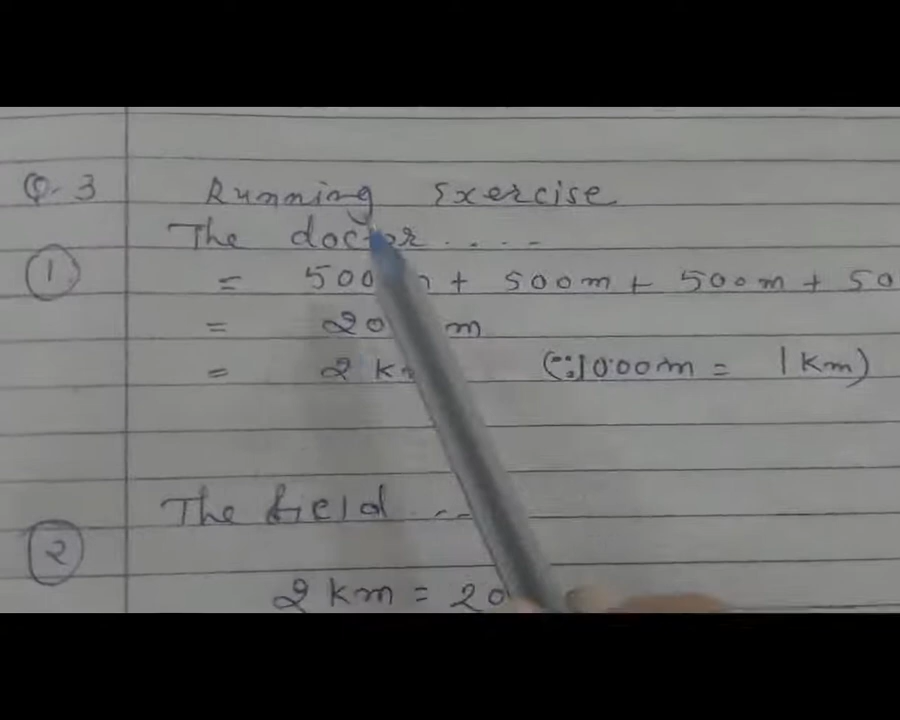 Q. 3 Running Exercise
The doctor . . . .
① = 500 + 500m + 500m + 50
= 20 m
= 2 K (∵1000m = 1 Km)
The field . --
②
2 Km = 20